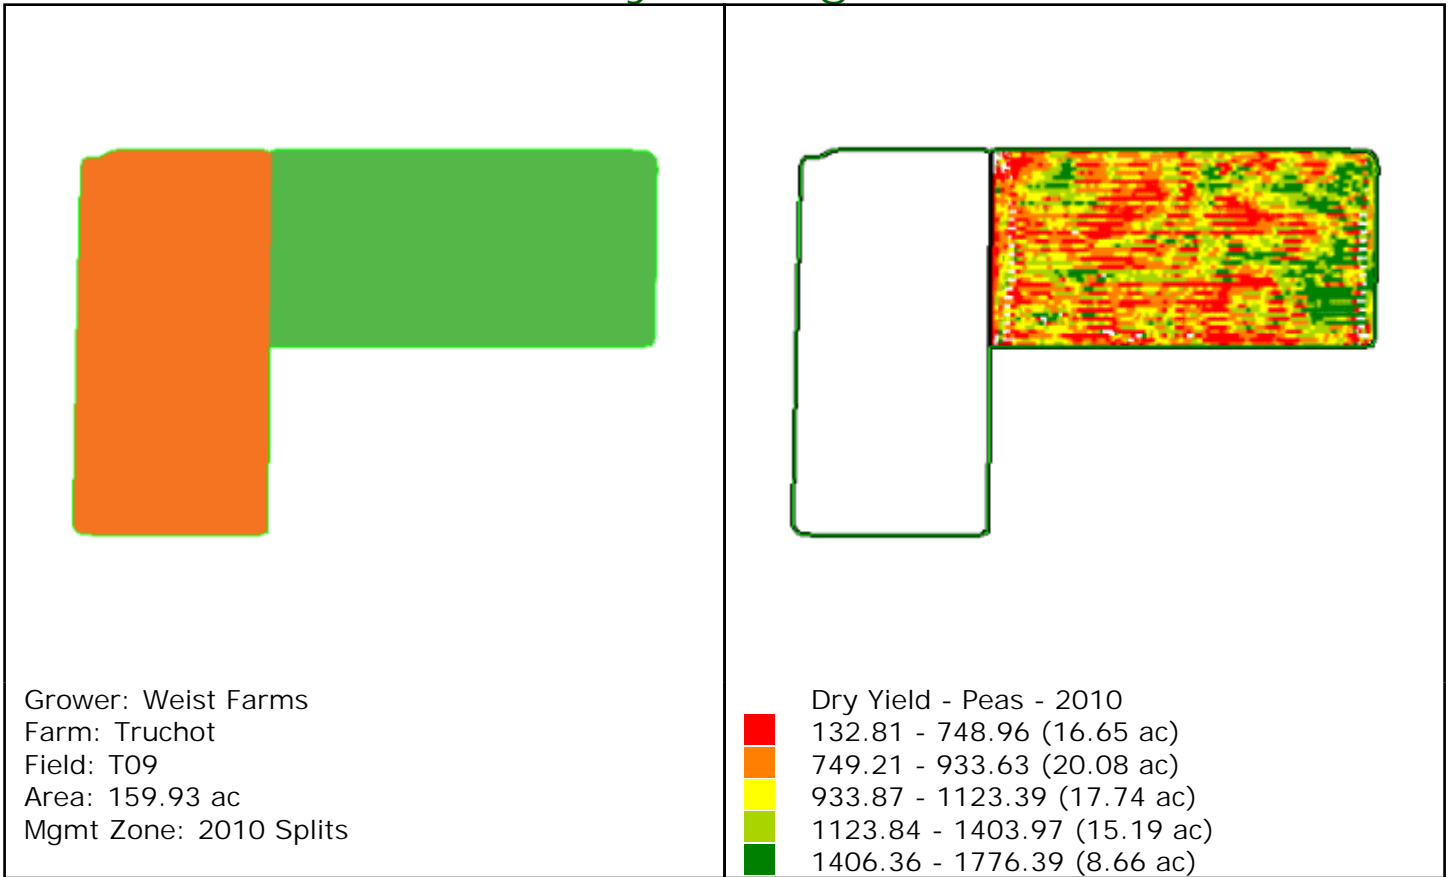 Grower: Weist Farms
Farm: Truchot
Field: T09
Area: 159.93 ac
Mgmt Zone: 2010 Splits
Dry Yield - Peas - 2010
132.81 - 748.96 (16.65 ac)
749.21 - 933.63 (20.08 ac)
933.87 - 1123.39 (17.74 ac)
1123.84 - 1403.97 (15.19 ac)
1406.36 - 1776.39 (8.66 ac)